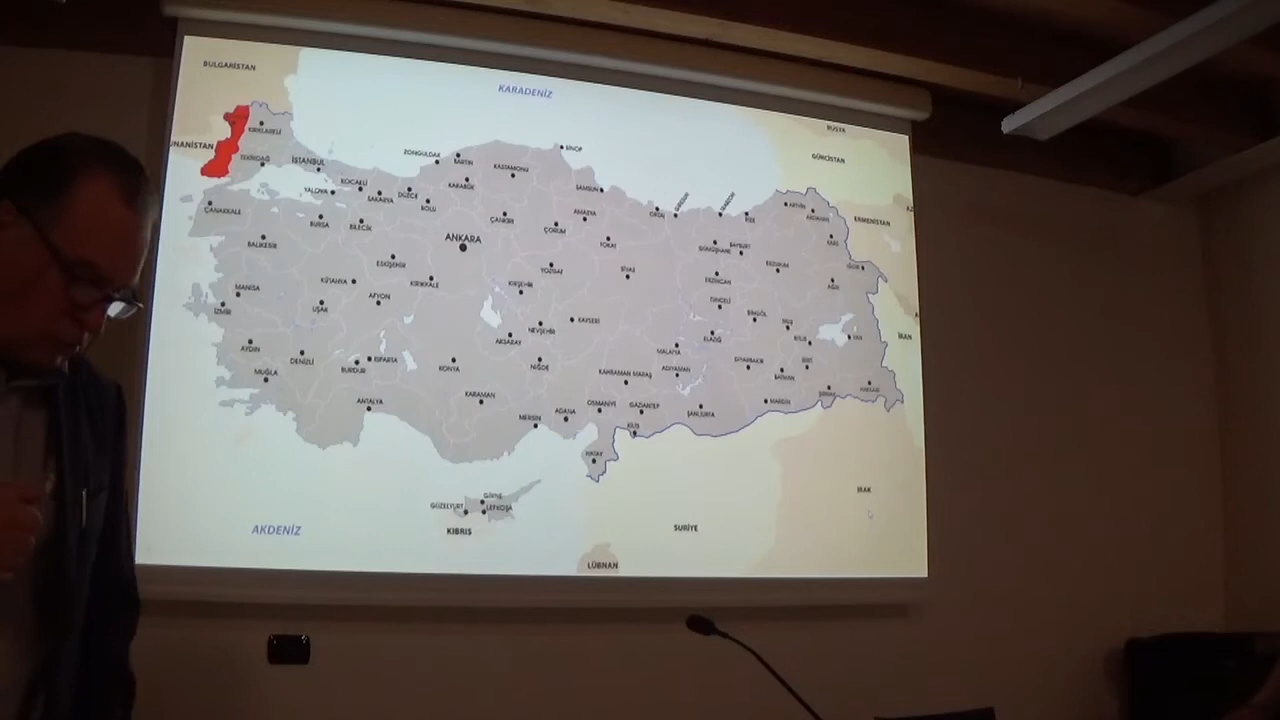 BULGARİSTAN
KARADENİZ
RUSYA
GÜRCİSTAN
KIRKLARELİ
UNANİSTAN
TEKİRDAĞ
İSTANBUL
ZONGULDAK
BARTIN
KASTAMONU
SİNOP
YALOVA
KOCAELİ
SAKARYA
DÜZCE
BOLU
KARABÜK
SAMSUN
ORDU
RİZE
ARTVİN
ARDAHAN
ERMENİSTAN
AZ
ÇANAKKALE
BURSA
BİLECİK
ÇANKIRI
AMASYA
ÇORUM
TOKAT
GÜMÜŞHANE
BAYBURT
KARS
BALIKESİR
ANKARA
ESKİŞEHİR
YOZGAT
SİVAS
ERZİNCAN
ERZURUM
IĞDIR
AĞRI
MANİSA
KÜTAHYA
AFYON
KIRIKKALE
KIRŞEHİR
TUNCELİ
BİNGÖL
MUŞ
İZMİR
UŞAK
NEVŞEHİR
KAYSERİ
ELAZIĞ
BİTLİS
VAN
İRAN
AYDIN
DENİZLİ
BURDUR
ISPARTA
KONYA
AKSARAY
NİĞDE
MALATYA
ADIYAMAN
DİYARBAKIR
BATMAN
SİİRT
MUĞLA
ANTALYA
KARAMAN
KAHRAMAN MARAŞ
MERSİN
ADANA
OSMANİYE
GAZİANTEP
ŞANLIURFA
MARDİN
ŞIRNAK
HAKKARİ
KİLİS
HATAY
GİRNE
GÜZELYURT
LEFKOŞA
KIBRIS
AKDENİZ
SURİYE
IRAK
LÜBNAN